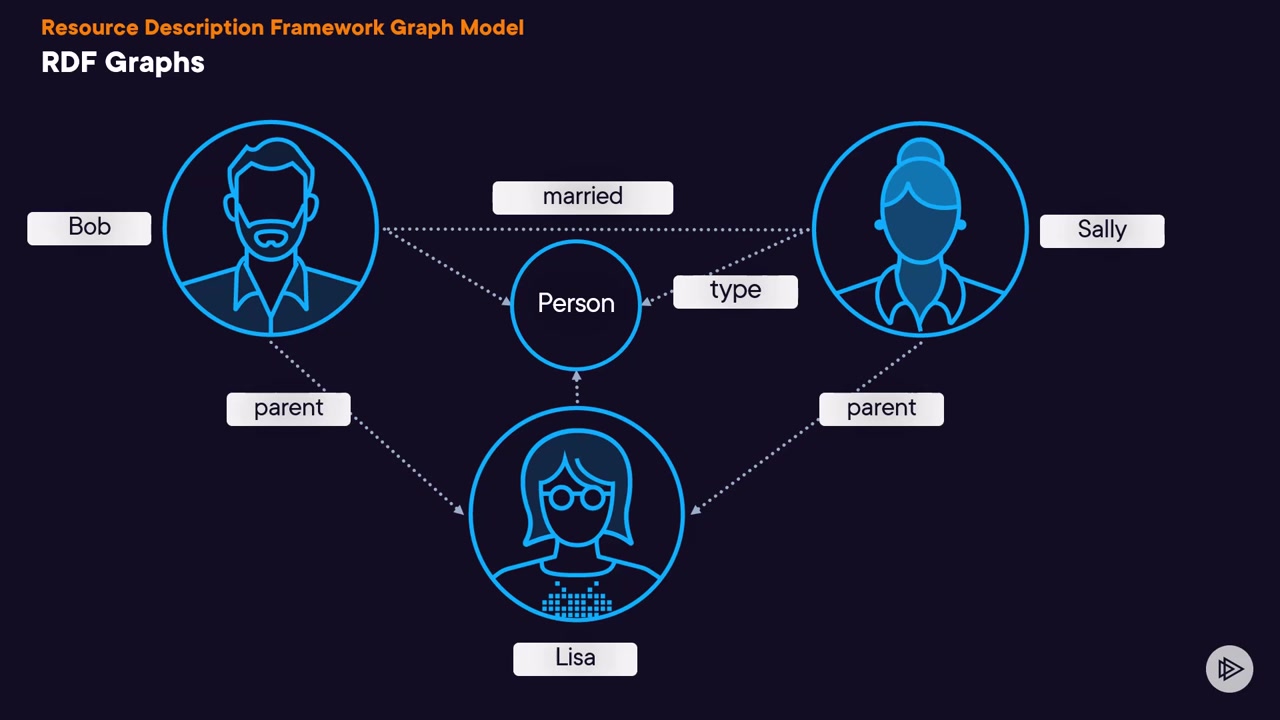 Resource Description Framework Graph Model
RDF Graphs
married
Bob
Sally
type
Person
parent
parent
Lisa